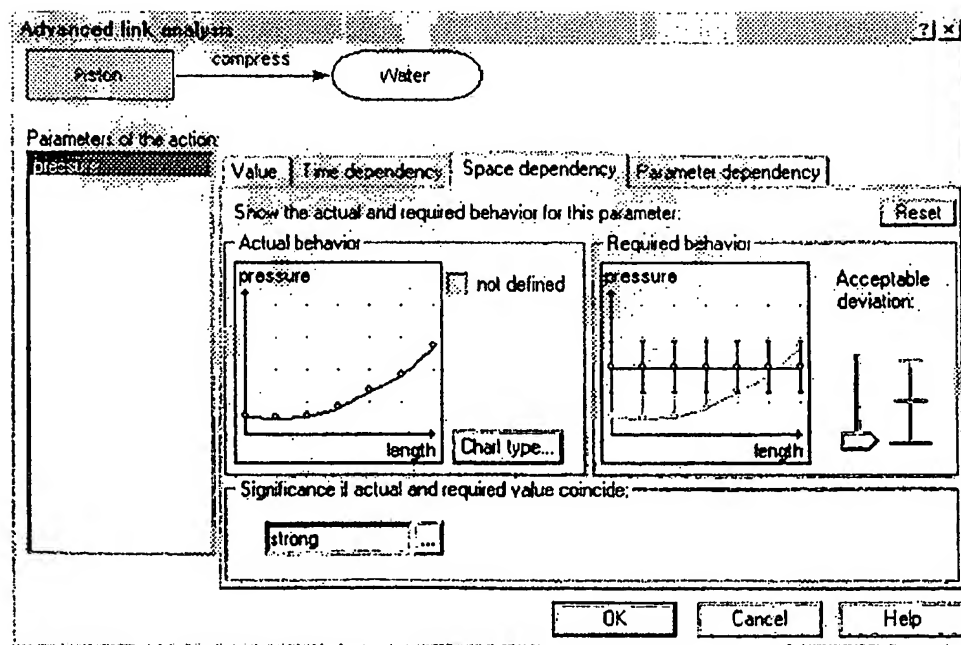 Advanced link analysis
? ×
compress
Piston
Water
Parameters of the action:
pressure
Value
Time dependency
Space dependency
Parameter dependency
Show the actual and required behavior for this parameter:
Reset
Actual behavior
pressure
not defined
length
Chart type...
Required behavior
pressure
Acceptable
deviation:
length
Significance if actual and required value coincide:
strong
...
OK
Cancel
Help